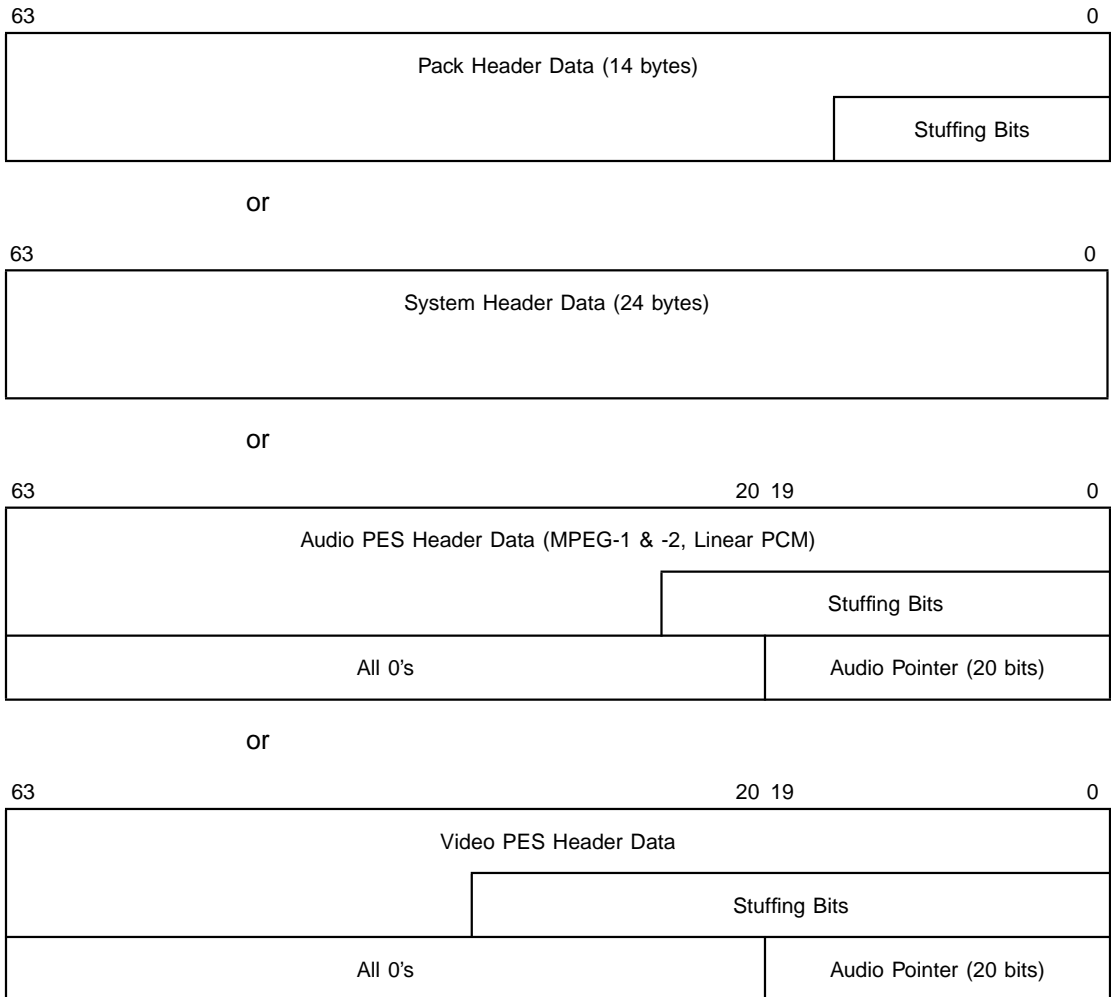 63 0
Pack Header Data (14 bytes)
Stuffing Bits
or
63 0
System Header Data (24 bytes)
or
63 20 19 0
Audio PES Header Data (MPEG-1 & -2, Linear PCM)
Stuffing Bits
All 0's Audio Pointer (20 bits)
or
63 20 19 0
Video PES Header Data
Stuffing Bits
All 0's Audio Pointer (20 bits)